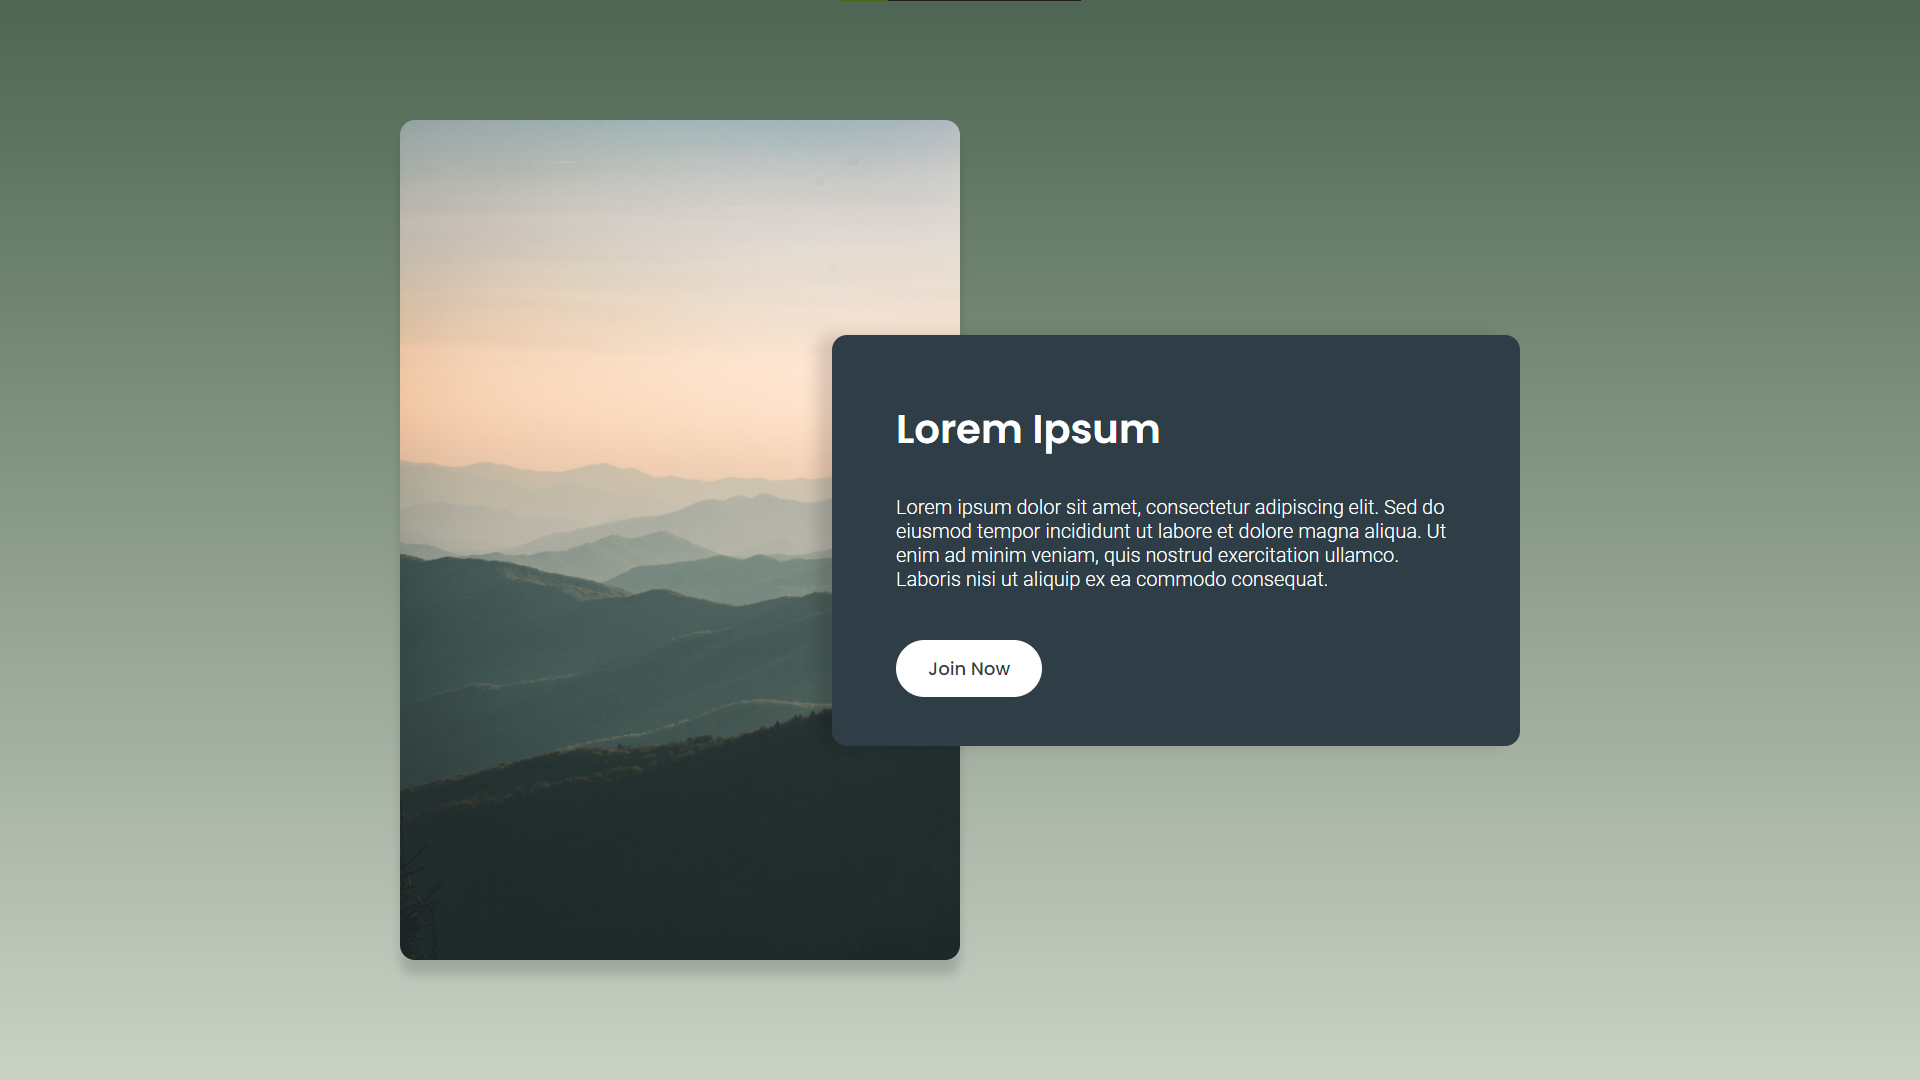 Lorem Ipsum
Lorem ipsum dolor sit amet, consectetur adipiscing elit. Sed do
eiusmod tempor incididunt ut labore et dolore magna aliqua. Ut
enim ad minim veniam, quis nostrud exercitation ullamco.
Laboris nisi ut aliquip ex ea commodo consequat.
Join Now